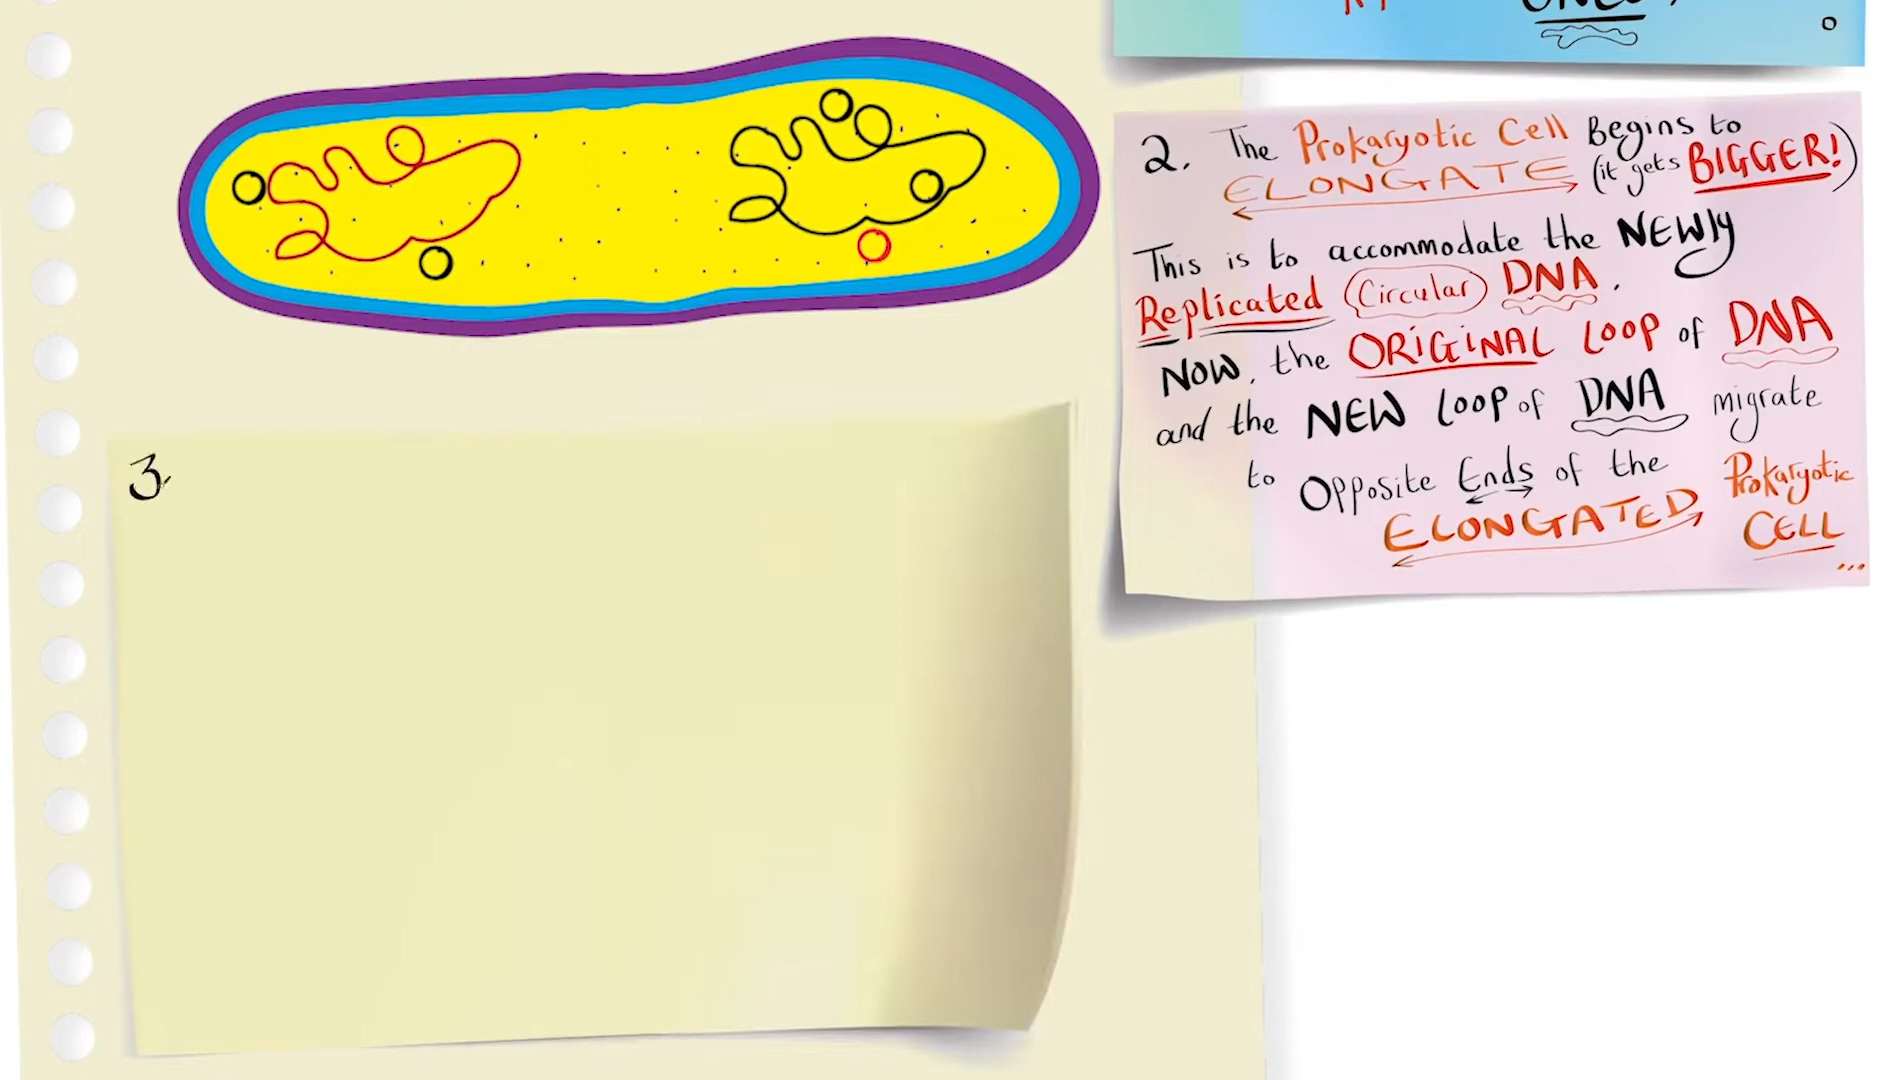 2. The Prokaryotic Cell Begins to
ELONGATE (it gets BIGGER!)
This is to accommodate the NEWly
Replicated (Circular) DNA.
NOW, the ORiGiNAL LOOP of DNA
and the NEW LOOP of DNA migrate
to Opposite Ends of the Prokaryotic
ELONGATED CELL
...
3.